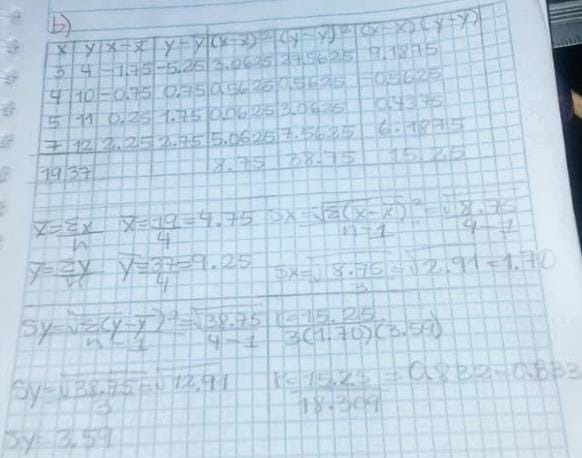 b)
x y x-x̄ y-ȳ (x-x̄)² (y-ȳ)² (x-x̄)(y-ȳ)
3 4 -1.75 -5.25 3.0625 27.5625 9.1875
4 10 -0.75 0.75 0.5625 0.5625 0.5625
5 11 0.25 1.75 0.0625 3.0625 0.4375
7 12 2.25 2.75 5.0625 7.5625 6.1875
19 37 8.75 38.75 15.25
x̄=Σx/n x̄=19/4=4.75 Sx=√Σ(x-x̄)²/n-1=√8.75/4-1
ȳ=Σy/n ȳ=37/4=9.25 Sx=√8.75/3=√2.91=1.70
Sy=√Σ(y-ȳ)²/n-1=√38.75/4-1 r=15.25/3(1.70)(3.59)
Sy=√38.75/3=√12.91 r=15.25/18.309=0.832=0.833
Sy=3.59